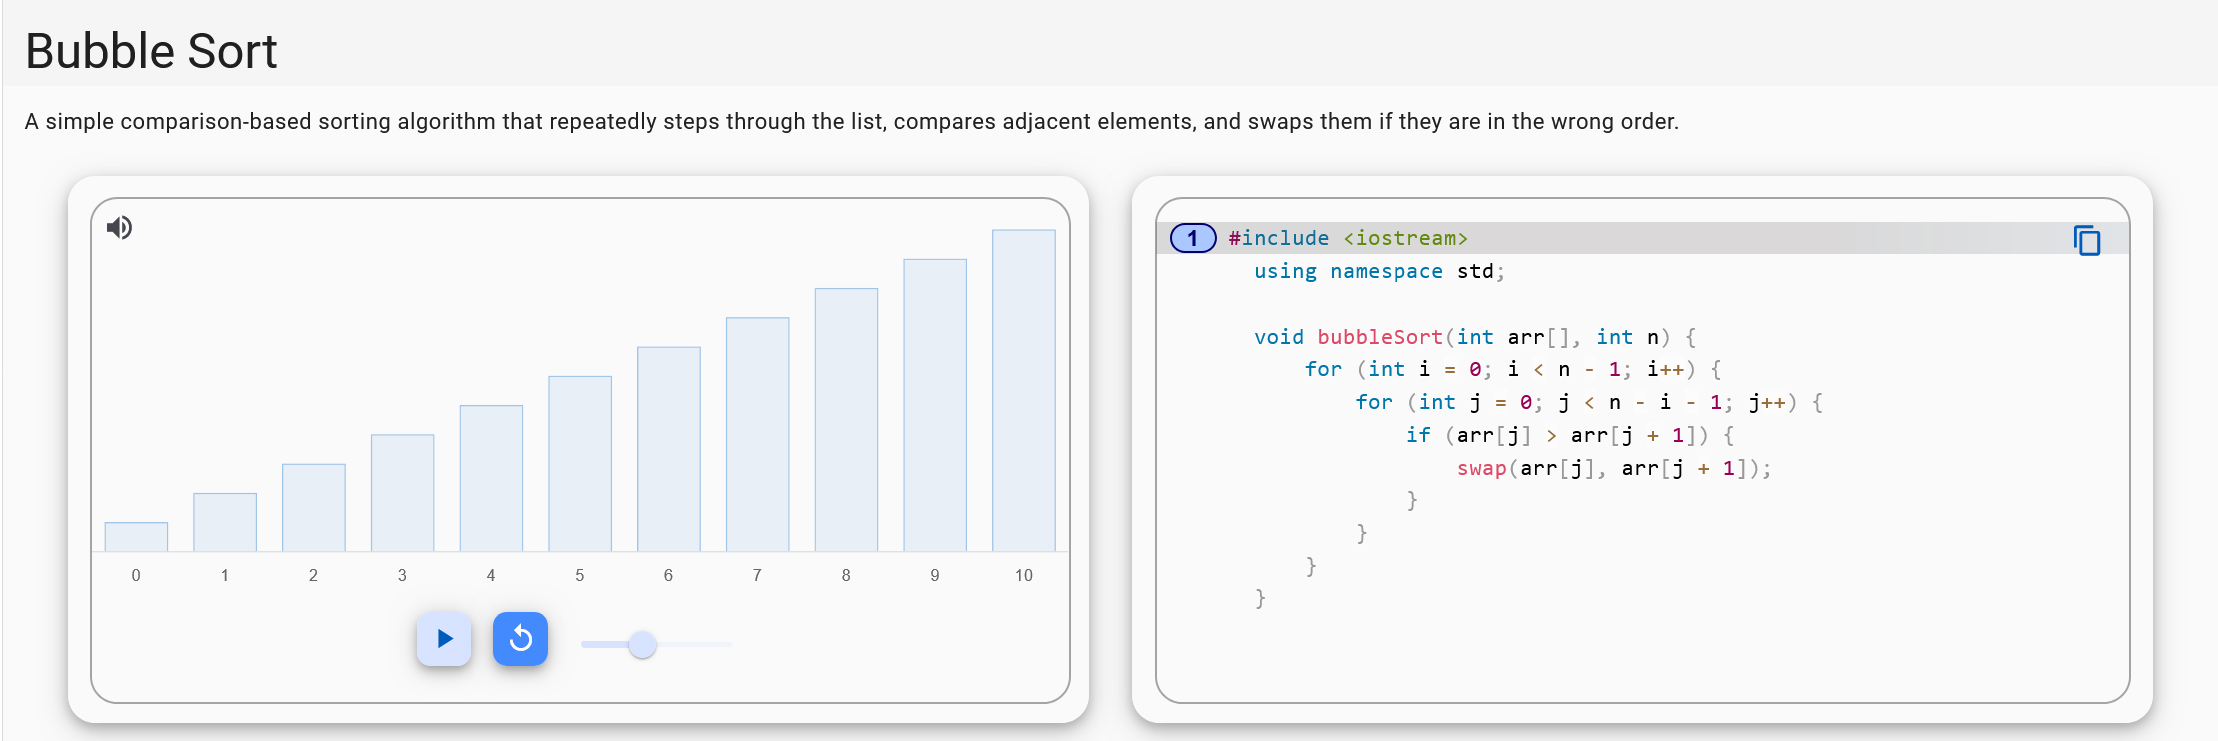 Bubble Sort
A simple comparison-based sorting algorithm that repeatedly steps through the list, compares adjacent elements, and swaps them if they are in the wrong order.
0 1 2 3 4 5 6 7 8 9 10
1 #include <iostream>
using namespace std;
void bubbleSort(int arr[], int n) {
for (int i = 0; i < n - 1; i++) {
for (int j = 0; j < n - i - 1; j++) {
if (arr[j] > arr[j + 1]) {
swap(arr[j], arr[j + 1]);
}
}
}
}